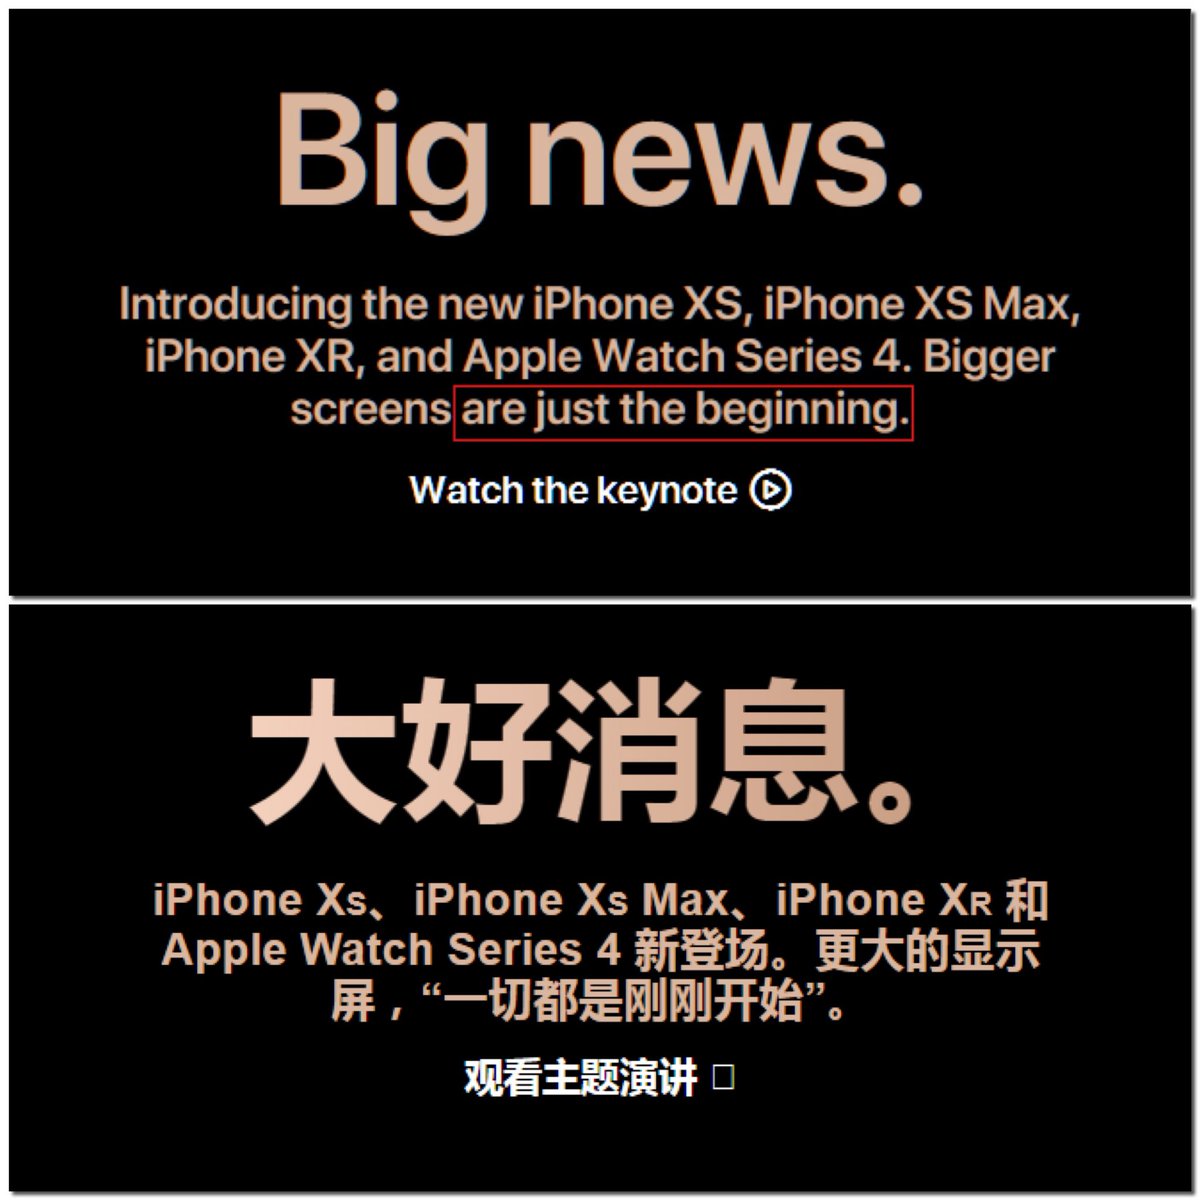 Big news.
Introducing the new iPhone XS, iPhone XS Max,
iPhone XR, and Apple Watch Series 4. Bigger
screens are just the beginning.
Watch the keynote
大好消息。
iPhone Xs、iPhone Xs Max、iPhone XR 和
Apple Watch Series 4 新登场。更大的显示
屏，“一切都是刚刚开始”。
观看主题演讲